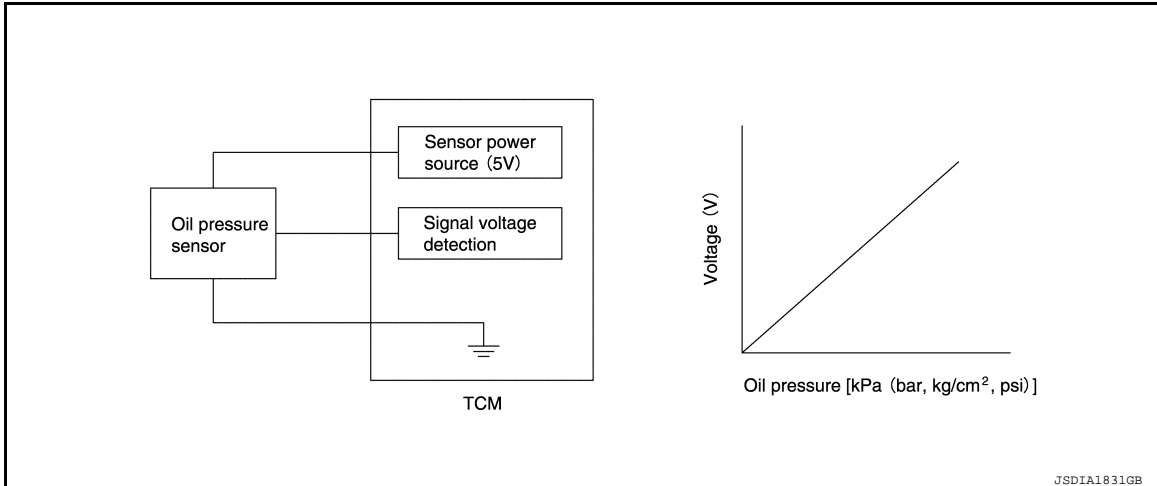 Sensor power
source (5V)
Oil pressure
sensor
Signal voltage
detection
TCM
Voltage (V)
Oil pressure [kPa (bar, kg/cm², psi)]
JSDIA1831GB